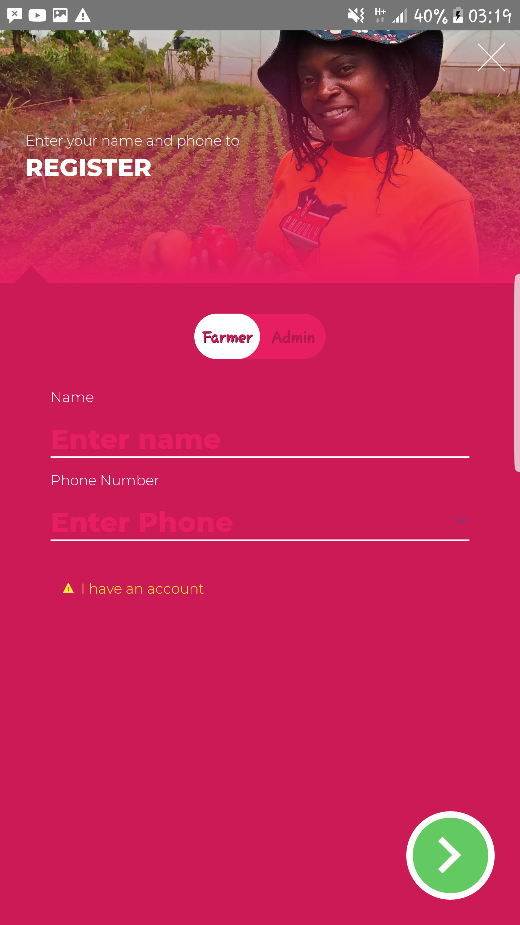 H+
40%
03:19
Enter your name and phone to
REGISTER
Farmer
Admin
Name
Enter name
Phone Number
Enter Phone
I have an account